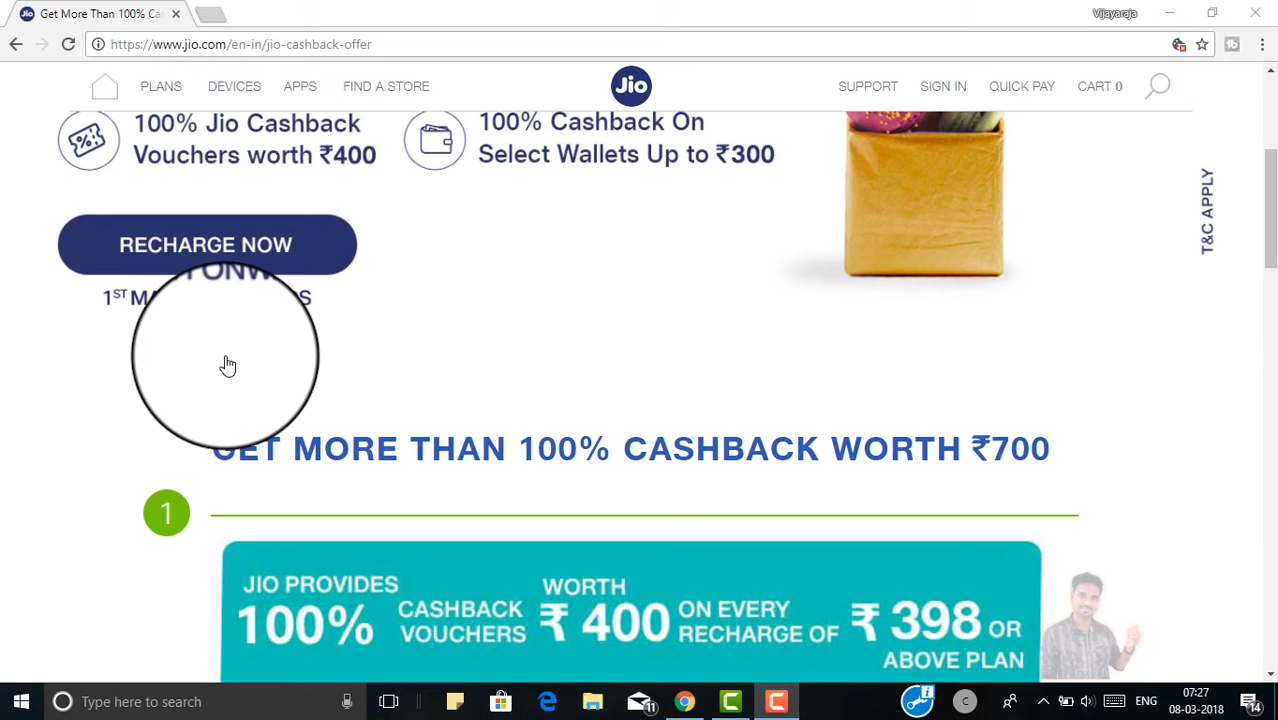 Get More Than 100% Ca
Vijayaraja
https://www.jio.com/en-in/jio-cashback-offer
PLANS DEVICES APPS FIND A STORE Jio SUPPORT SIGN IN QUICK PAY CART 0
100% Jio Cashback
Vouchers worth ₹400
100% Cashback On
Select Wallets Up to ₹300
T&C APPLY
RECHARGE NOW
1ST
GET MORE THAN 100% CASHBACK WORTH ₹700
1
JIO PROVIDES
100% CASHBACK
VOUCHERS
WORTH
₹ 400 ON EVERY
RECHARGE OF ₹ 398 OR
ABOVE PLAN
Type here to search
11
ENG
07:27
08-03-2018
14